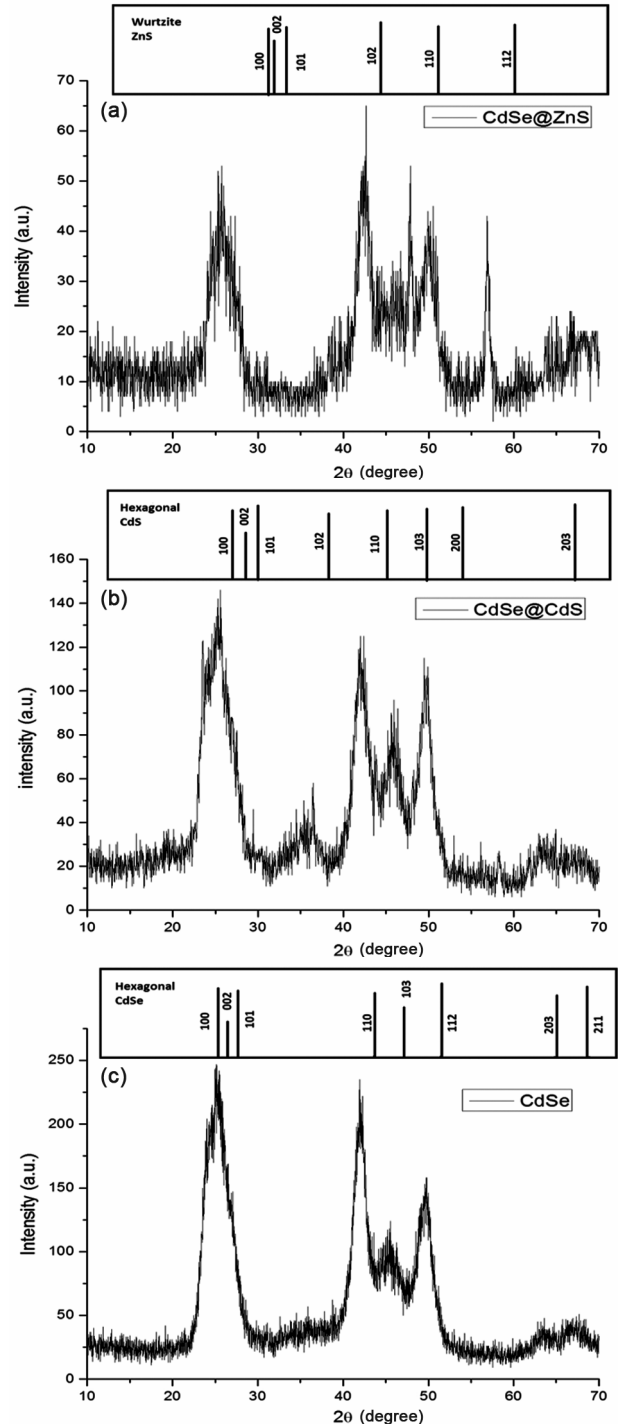 Wurtzite
ZnS
100
002
101
102
110
112
(a)
CdSe@ZnS
70
60
50
40
30
20
10
0
Intensity (a.u.)
10 20 30 40 50 60 70
2θ (degree)
Hexagonal
CdS
100
002
101
102
110
103
200
203
(b)
CdSe@CdS
160
140
120
100
80
60
40
20
0
intensity (a.u.)
10 20 30 40 50 60 70
2θ (degree)
Hexagonal
CdSe
100
002
101
110
103
112
203
211
(c)
CdSe
250
200
150
100
50
0
Intensity (a.u.)
10 20 30 40 50 60 70
2θ (degree)